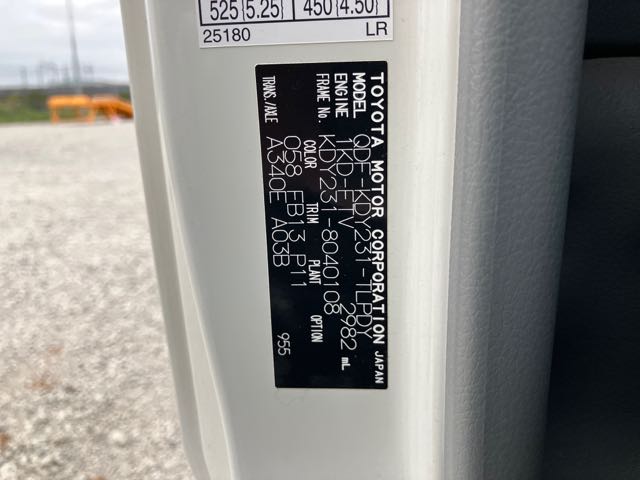 525{5.25} 450{4.50}
25180 LR
TOYOTA MOTOR CORPORATION JAPAN
MODEL QDF-KDY231-TLPDY
ENGINE 1KD-FTV 2982 mL
FRAME No. KDY231-8040108
COLOR TRIM PLANT OPTION
058 EB13 P11
TRANS./AXLE A340E A03B
955